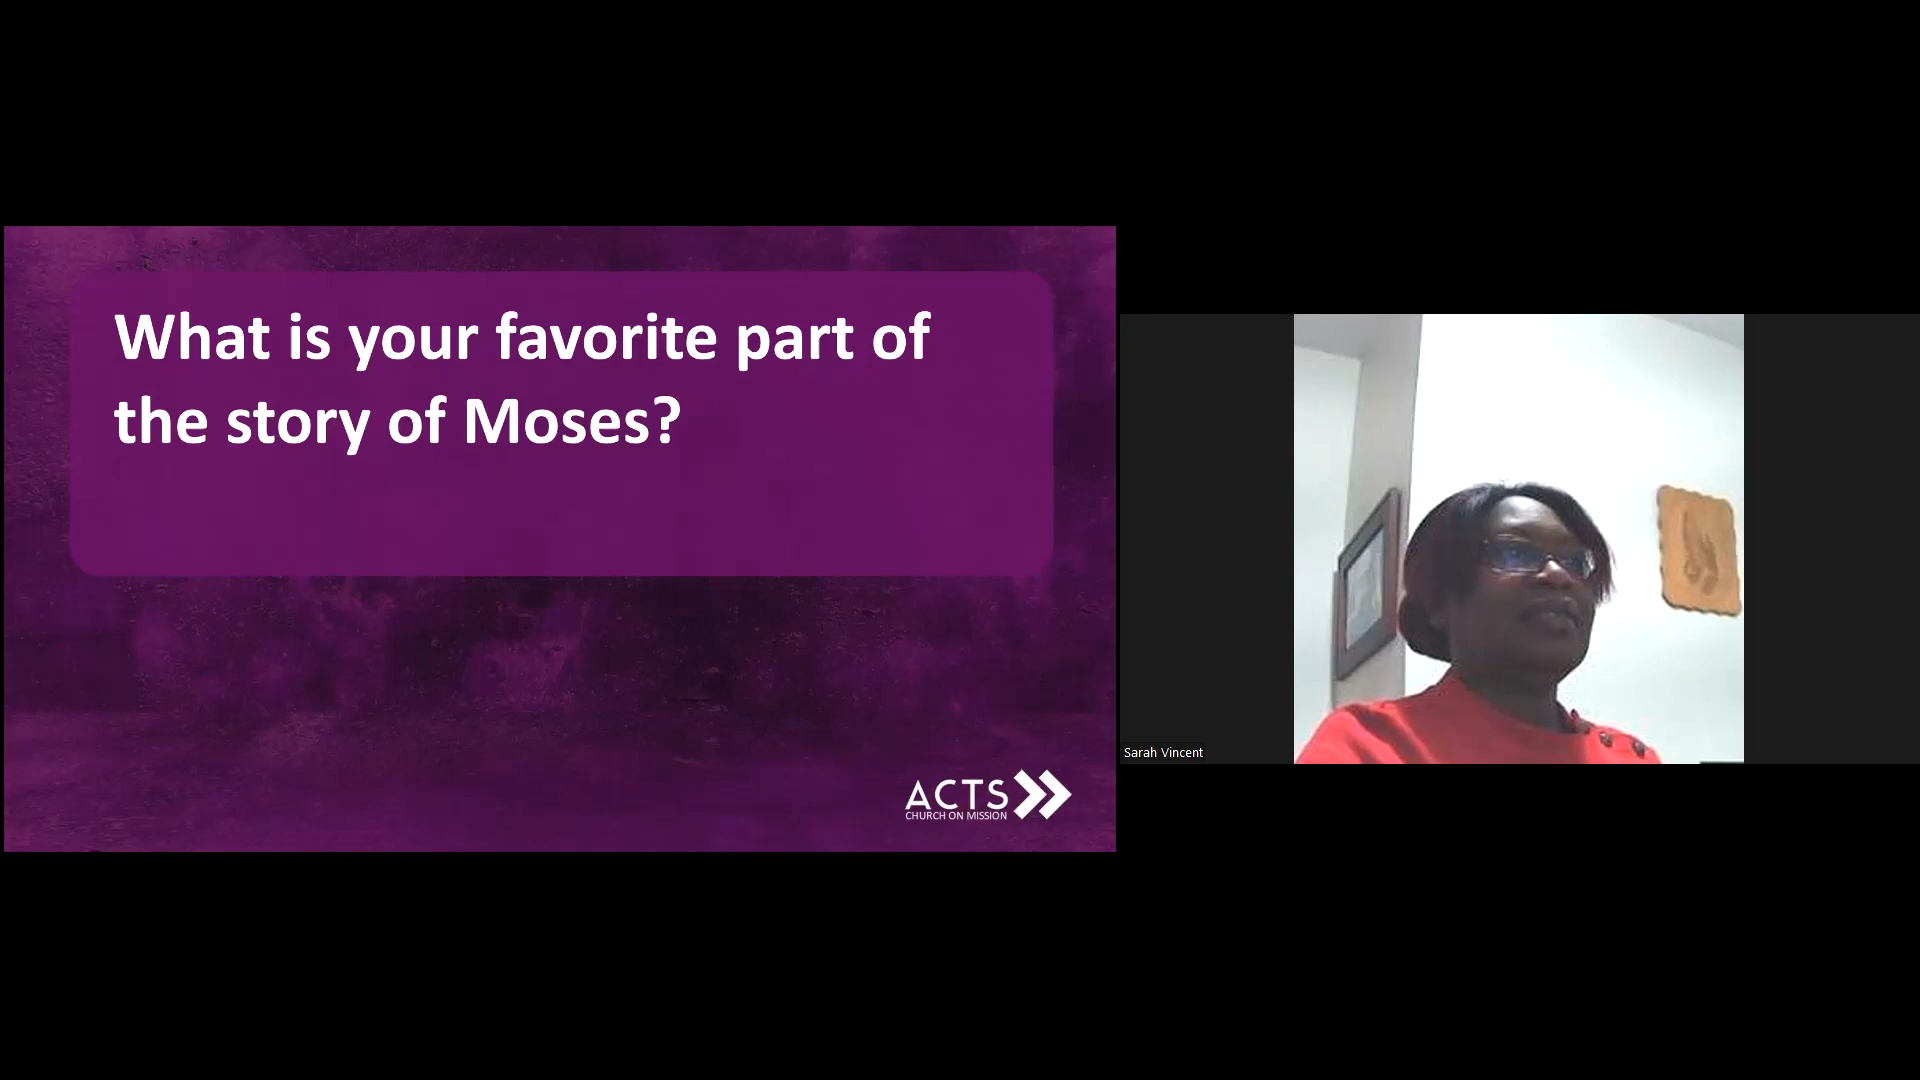 What is your favorite part of
the story of Moses?
ACTS
CHURCH ON MISSION
Sarah Vincent